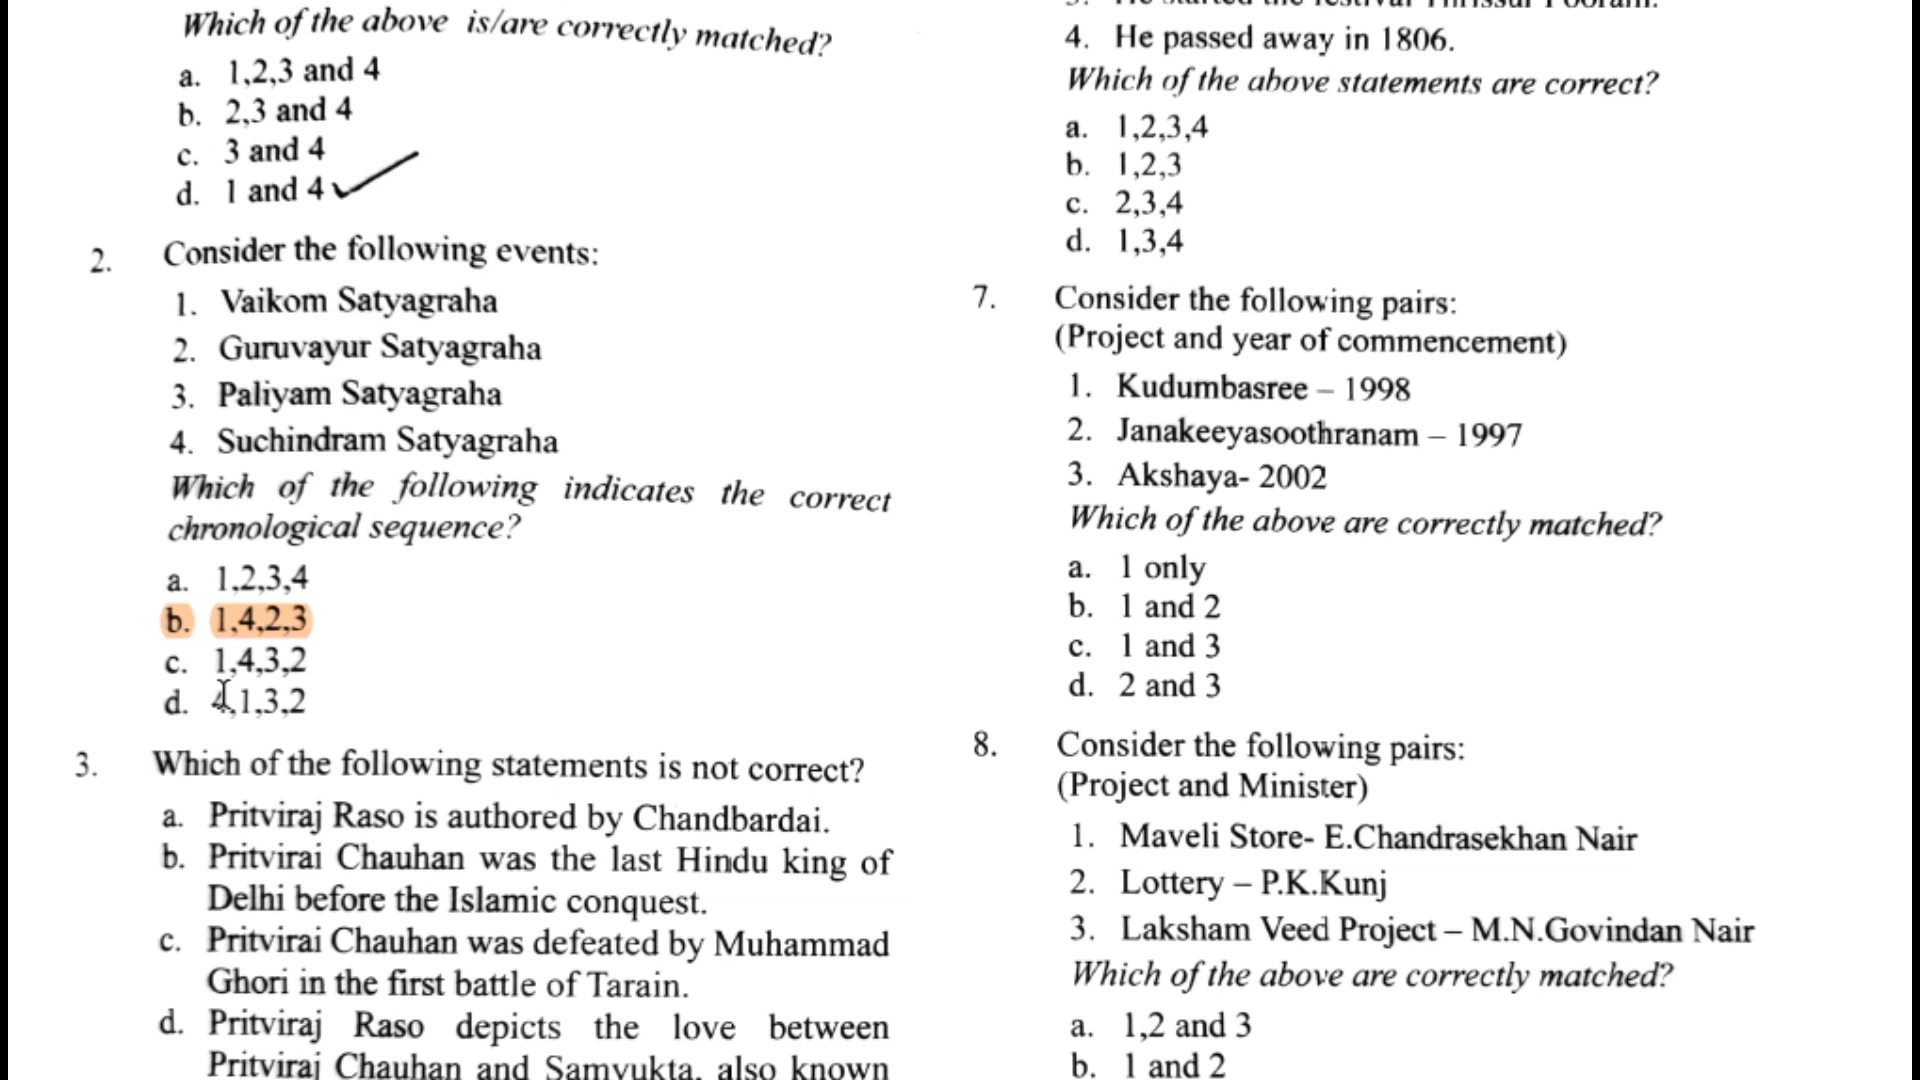 Which of the above is/are correctly matched?
a. 1,2,3 and 4
b. 2,3 and 4
c. 3 and 4
d. 1 and 4
2. Consider the following events:
1. Vaikom Satyagraha
2. Guruvayur Satyagraha
3. Paliyam Satyagraha
4. Suchindram Satyagraha
Which of the following indicates the correct
chronological sequence?
a. 1,2,3,4
b. 1,4,2,3
c. 1,4,3,2
d. 4,1,3,2
3. Which of the following statements is not correct?
a. Pritviraj Raso is authored by Chandbardai.
b. Pritvirai Chauhan was the last Hindu king of
Delhi before the Islamic conquest.
c. Pritvirai Chauhan was defeated by Muhammad
Ghori in the first battle of Tarain.
d. Pritviraj Raso depicts the love between
Pritviraj Chauhan and Samyukta, also known
3. He started the festival Thrissur Pooram.
4. He passed away in 1806.
Which of the above statements are correct?
a. 1,2,3,4
b. 1,2,3
c. 2,3,4
d. 1,3,4
7. Consider the following pairs:
(Project and year of commencement)
1. Kudumbasree – 1998
2. Janakeeyasoothranam – 1997
3. Akshaya- 2002
Which of the above are correctly matched?
a. 1 only
b. 1 and 2
c. 1 and 3
d. 2 and 3
8. Consider the following pairs:
(Project and Minister)
1. Maveli Store- E.Chandrasekhan Nair
2. Lottery – P.K.Kunj
3. Laksham Veed Project – M.N.Govindan Nair
Which of the above are correctly matched?
a. 1,2 and 3
b. 1 and 2